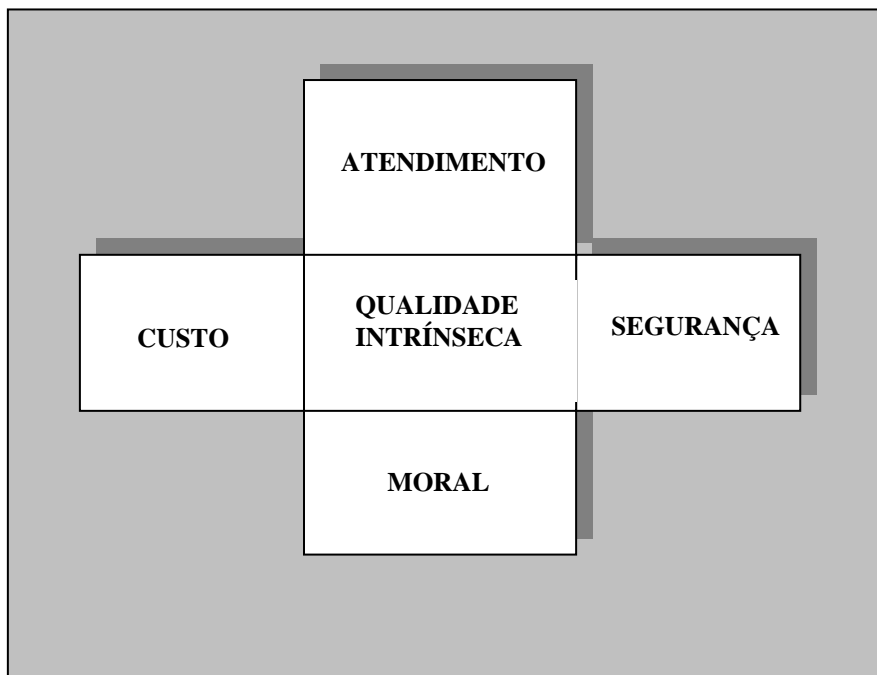 ATENDIMENTO
CUSTO
QUALIDADE
INTRÍNSECA
SEGURANÇA
MORAL